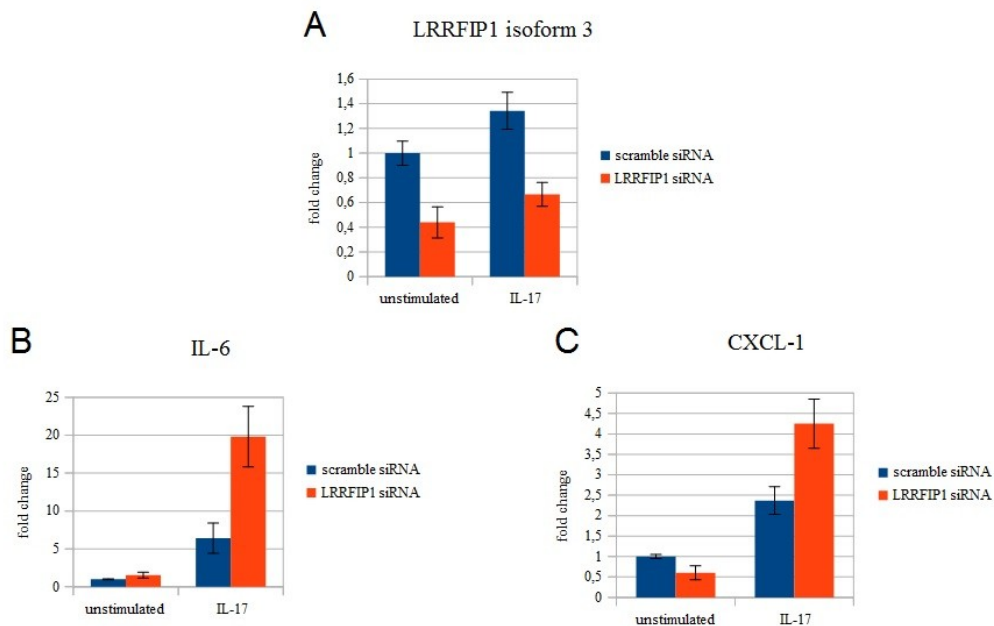 A
LRRFIP1 isoform 3
1,6
1,4
1,2
1
0,8
0,6
0,4
0,2
0
fold change
unstimulated
IL-17
scramble siRNA
LRRFIP1 siRNA
B
IL-6
25
20
15
10
5
0
fold change
unstimulated
IL-17
scramble siRNA
LRRFIP1 siRNA
C
CXCL-1
5
4,5
4
3,5
3
2,5
2
1,5
1
0,5
0
fold change
unstimulated
IL-17
scramble siRNA
LRRFIP1 siRNA